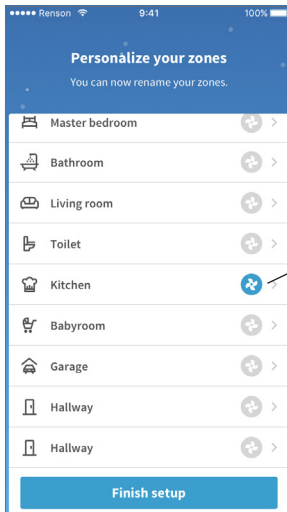 Renson 9:41 100%
Personalize your zones
You can now rename your zones.
Master bedroom
Bathroom
Living room
Toilet
Kitchen
Babyroom
Garage
Hallway
Hallway
Finish setup